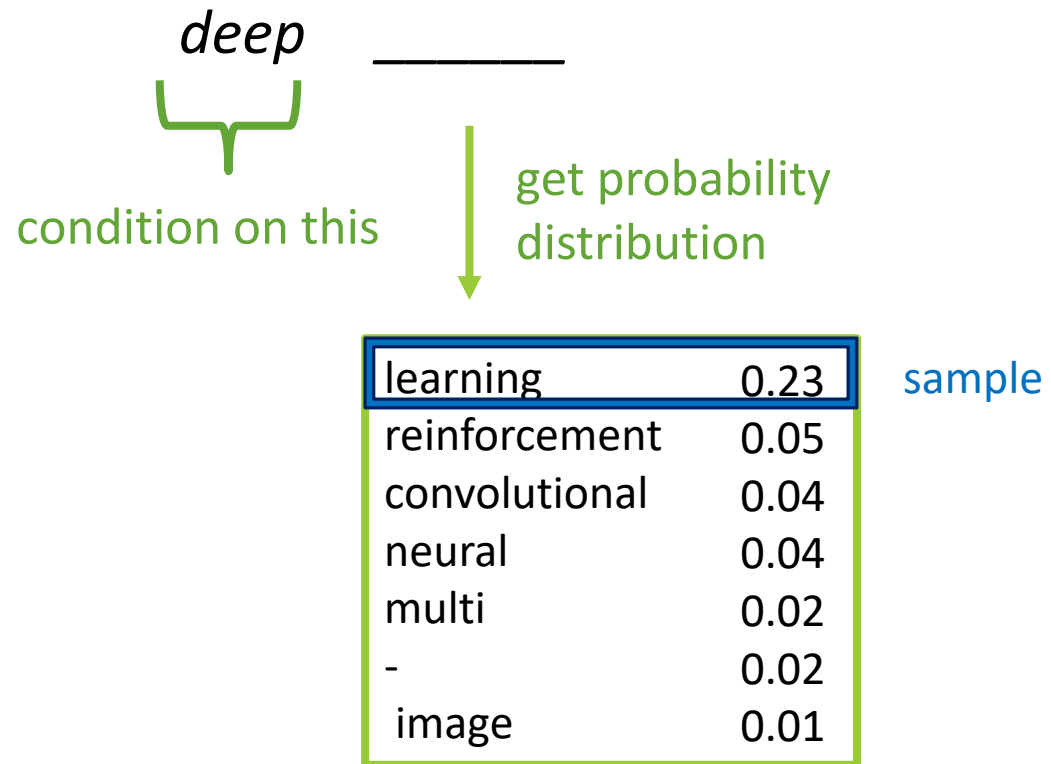 deep ______
condition on this
get probability
distribution
learning 0.23
sample
reinforcement 0.05
convolutional 0.04
neural 0.04
multi 0.02
- 0.02
image 0.01